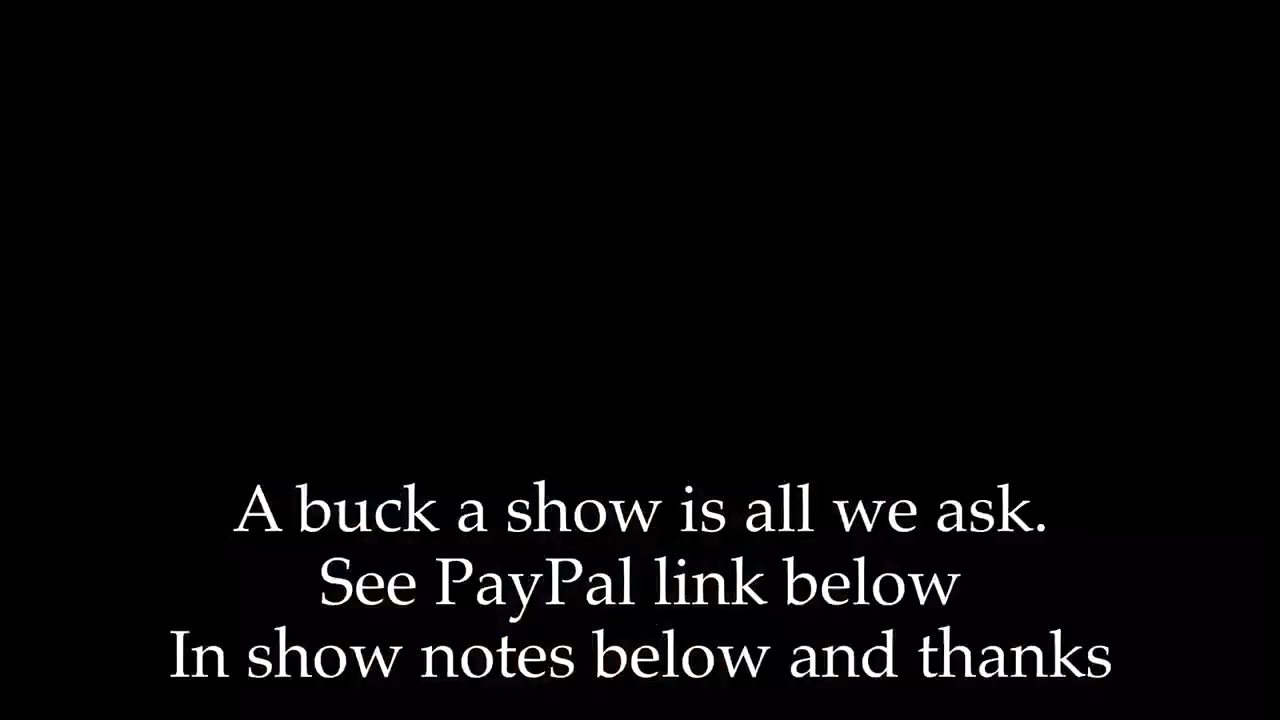 A buck a show is all we ask.
See PayPal link below
In show notes below and thanks